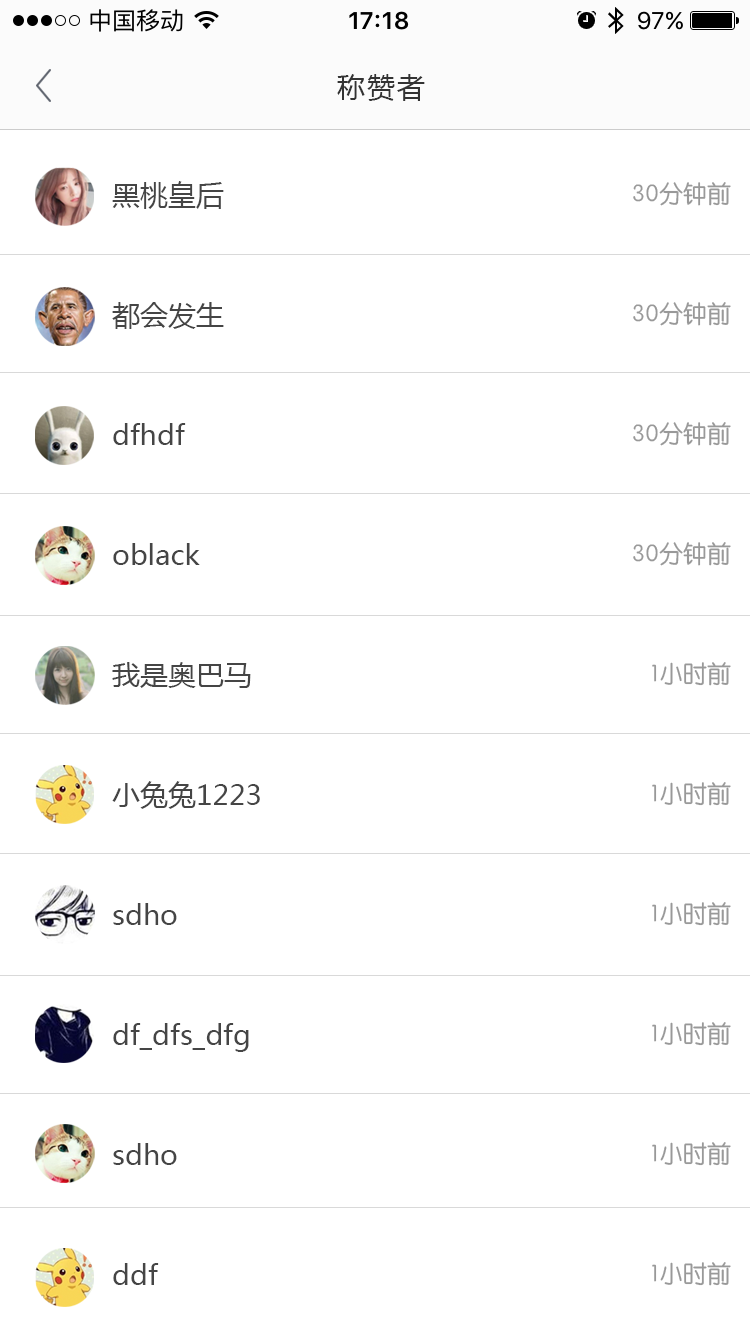 中国移动 17:18 97%
称赞者
黑桃皇后 30分钟前
都会发生 30分钟前
dfhdf 30分钟前
oblack 30分钟前
我是奥巴马 1小时前
小兔兔1223 1小时前
sdho 1小时前
df_dfs_dfg 1小时前
sdho 1小时前
ddf 1小时前